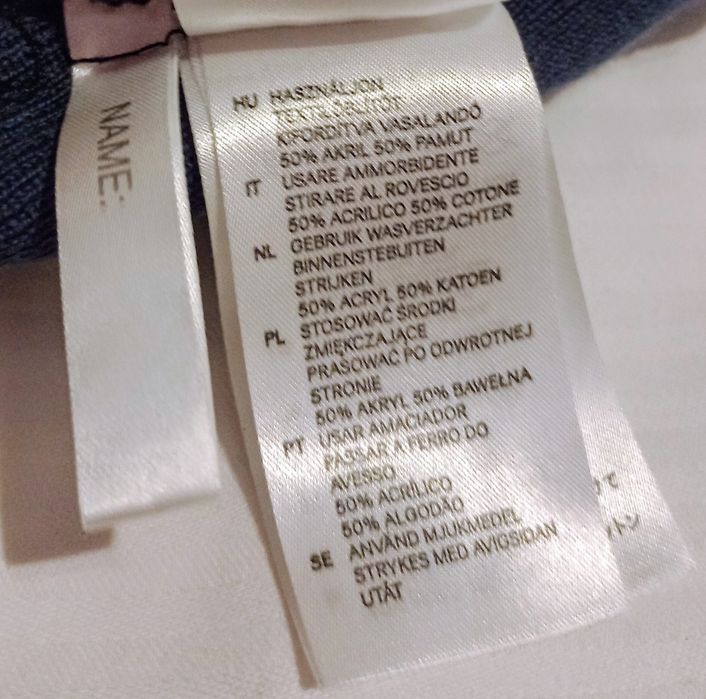 NAME:
HU HASZNÁLJON
TEXTILÖBLÍTŐT
KIFORDÍTVA VASALANDÓ
50% AKRIL 50% PAMUT
IT USARE AMMORBIDENTE
STIRARE AL ROVESCIO
50% ACRILICO 50% COTONE
NL GEBRUIK WASVERZACHTER
BINNENSTEBUITEN
STRIJKEN
50% ACRYL 50% KATOEN
PL STOSOWAĆ ŚRODKI
ZMIĘKCZAJĄCE
PRASOWAĆ PO ODWROTNEJ
STRONIE
50% AKRYL 50% BAWEŁNA
PT USAR AMACIADOR
PASSAR A FERRO DO
AVESSO
50% ACRÍLICO
50% ALGODÃO
SE ANVÄND MJUKMEDEL
STRYKES MED AVIGSIDAN
UTÅT